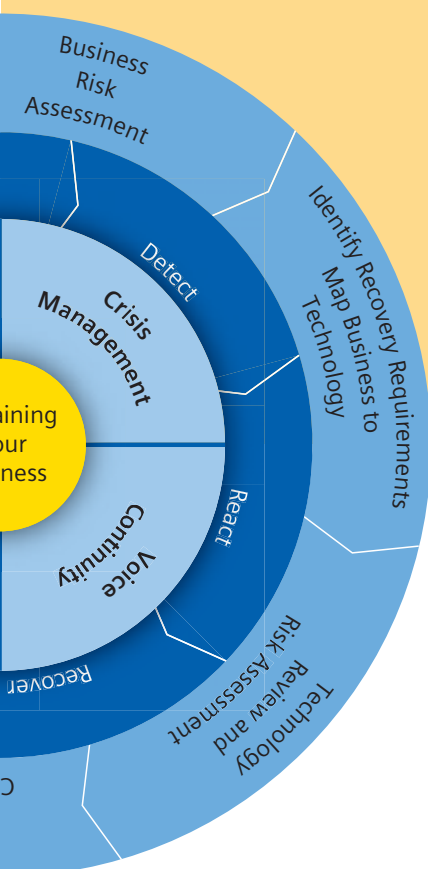 Business
Risk
Assessment
Identify Recovery Requirements
Map Business to
Technology
Technology
Review and
Risk Assessment
Detect
React
Recover
Crisis
Management
Voice
Continuity
aining
our
ness
C